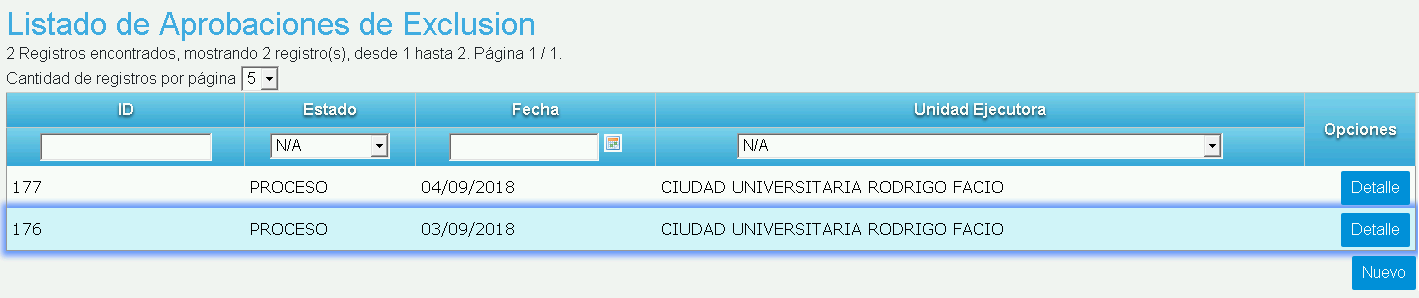 Listado de Aprobaciones de Exclusion
2 Registros encontrados, mostrando 2 registro(s), desde 1 hasta 2. Página 1 / 1.
Cantidad de registros por página 5
ID Estado Fecha Unidad Ejecutora Opciones
N/A N/A
177 PROCESO 04/09/2018 CIUDAD UNIVERSITARIA RODRIGO FACIO Detalle
176 PROCESO 03/09/2018 CIUDAD UNIVERSITARIA RODRIGO FACIO Detalle
Nuevo